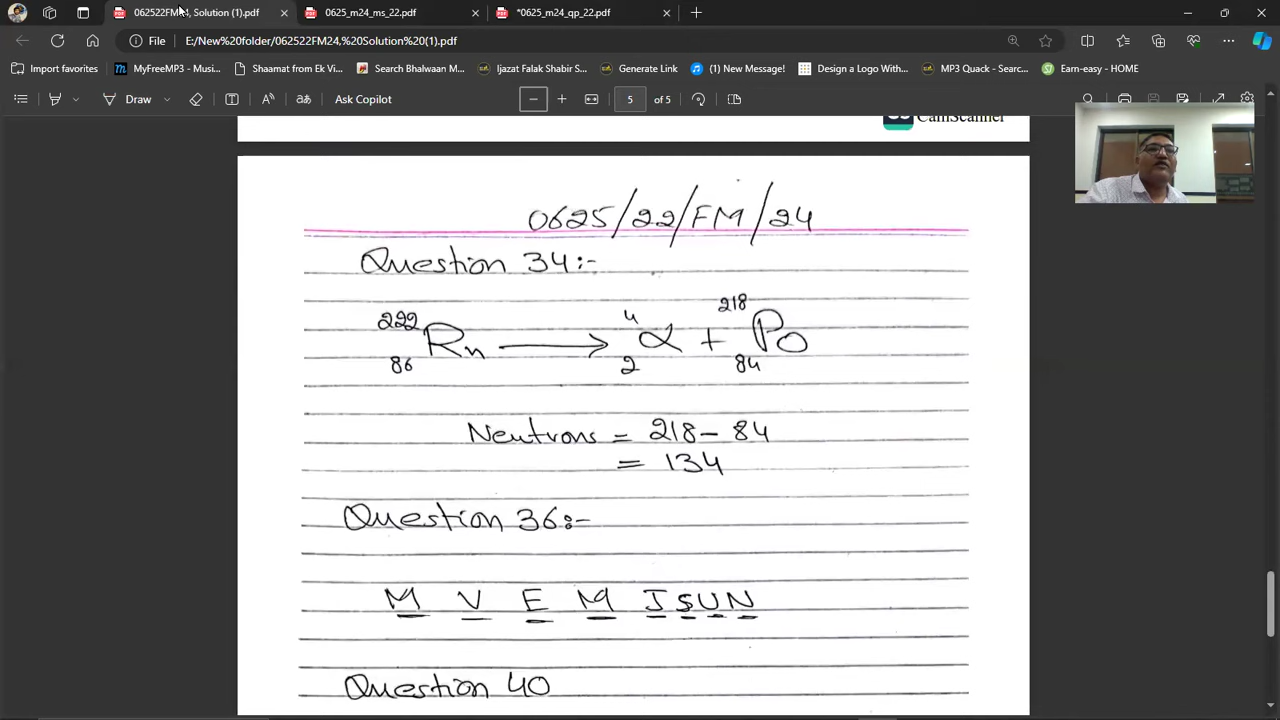 062522FM24, Solution (1).pdf
0625_m24_ms_22.pdf
*0625_m24_qp_22.pdf
File
E:/New%20folder/062522FM24,%20Solution%20(1).pdf
Import favorites
MyFreeMP3 - Musi...
Shaamat from Ek Vi...
Search Bhalwaan M...
Ijazat Falak Shabir S...
Generate Link
(1) New Message!
Design a Logo With...
MP3 Quack - Searc...
Earn-easy - HOME
Draw
Ask Copilot
5 of 5
CamScanner
0625/22/FM/24
Question 34:-
222 86 Rn ⟶ 4 2 α + 218 84 Po
Neutrons = 218 - 84
= 134
Question 36:-
M V E M J S U N
Question 40